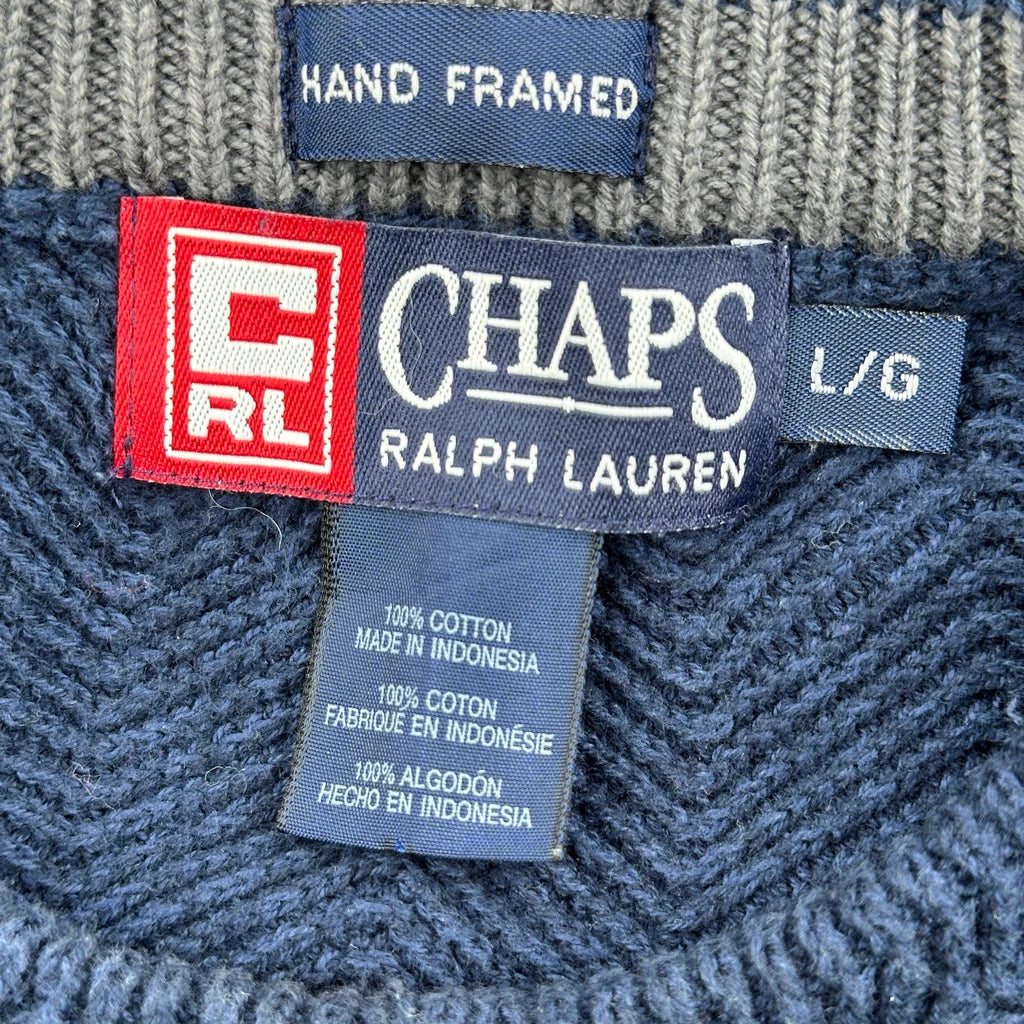 HAND FRAMED
C
RL
CHAPS
RALPH LAUREN
L/G
100% COTTON
MADE IN INDONESIA
100% COTON
FABRIQUÉ EN INDONÉSIE
100% ALGODÓN
HECHO EN INDONESIA